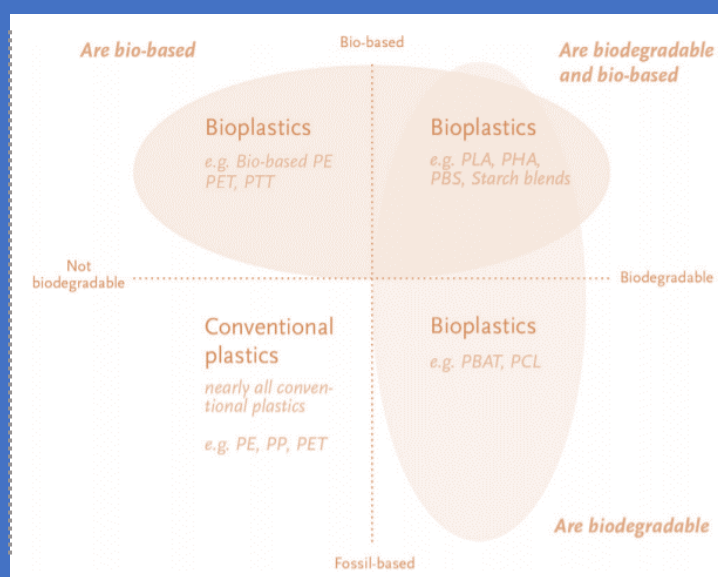 Are bio-based
Bio-based
Are biodegradable
and bio-based
Bioplastics
e.g. Bio-based PE
PET, PTT
Bioplastics
e.g. PLA, PHA,
PBS, Starch blends
Not
biodegradable
Biodegradable
Conventional
plastics
nearly all conven-
tional plastics
e.g. PE, PP, PET
Bioplastics
e.g. PBAT, PCL
Are biodegradable
Fossil-based